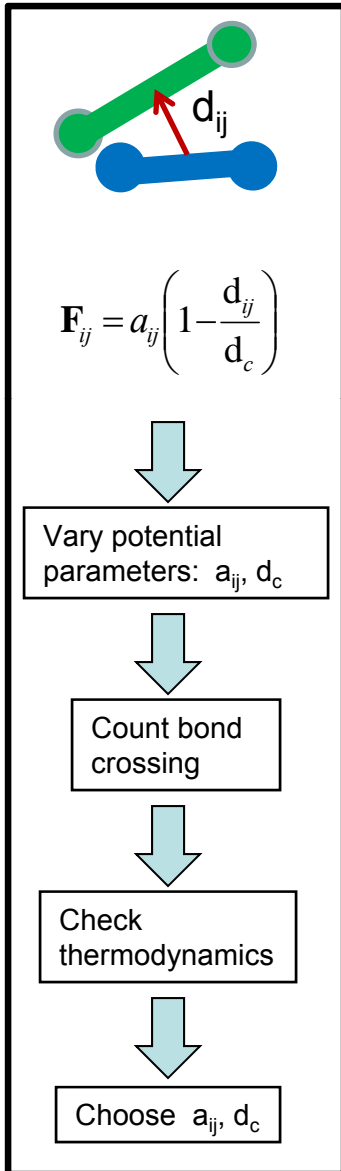 d_ij
F_ij = a_ij (1 − d_ij / d_c)
Vary potential
parameters: a_ij, d_c
Count bond
crossing
Check
thermodynamics
Choose a_ij, d_c